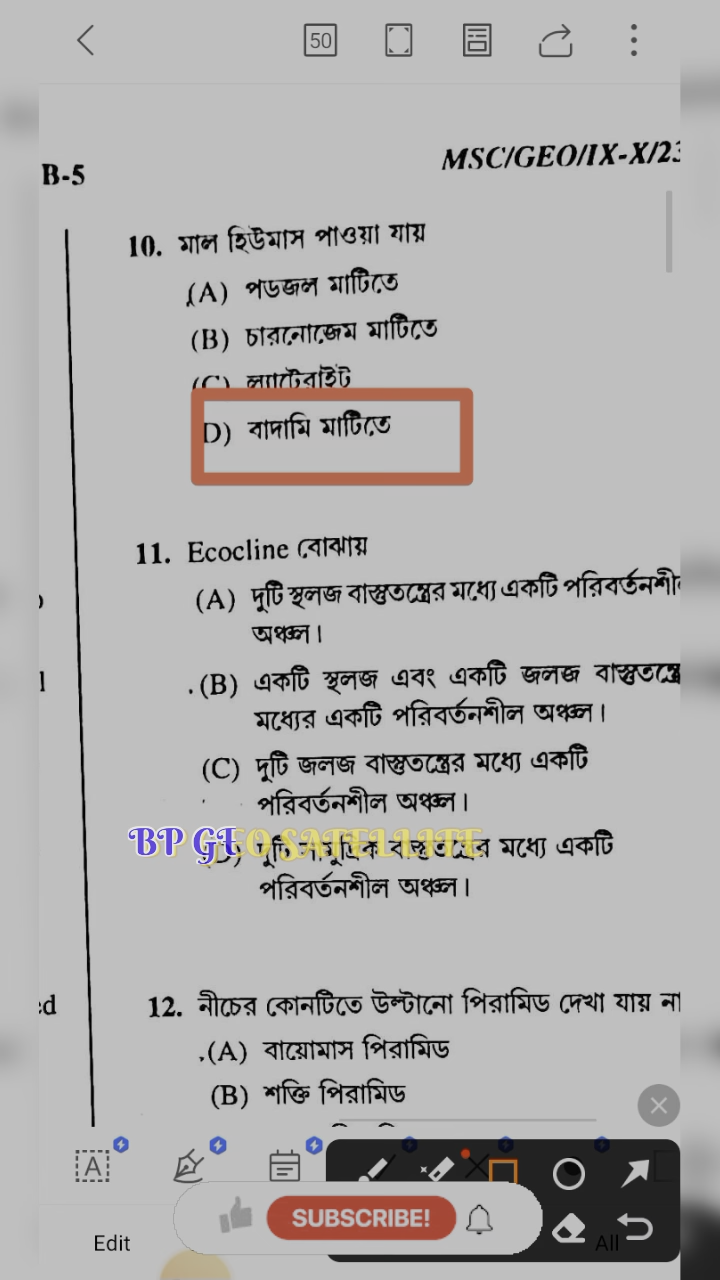 50
MSC/GEO/IX-X/23
B-5
10. মাল হিউমাস পাওয়া যায়
(A) পডজল মাটিতে
(B) চারনোজেম মাটিতে
(C) ল্যাটেরাইট
D) বাদামি মাটিতে
11. Ecocline বোঝায়
(A) দুটি স্থলজ বাস্তুতন্ত্রের মধ্যে একটি পরিবর্তনশীল
অঞ্চল।
(B) একটি স্থলজ এবং একটি জলজ বাস্তুতন্ত্রে
মধ্যের একটি পরিবর্তনশীল অঞ্চল।
(C) দুটি জলজ বাস্তুতন্ত্রের মধ্যে একটি
পরিবর্তনশীল অঞ্চল।
BP GEO SATELLITE
(D) দুটি সামুদ্রিক বাস্তুতন্ত্রের মধ্যে একটি
পরিবর্তনশীল অঞ্চল।
ed
12. নীচের কোনটিতে উল্টানো পিরামিড দেখা যায় না
(A) বায়োমাস পিরামিড
(B) শক্তি পিরামিড
A
SUBSCRIBE!
Edit
All